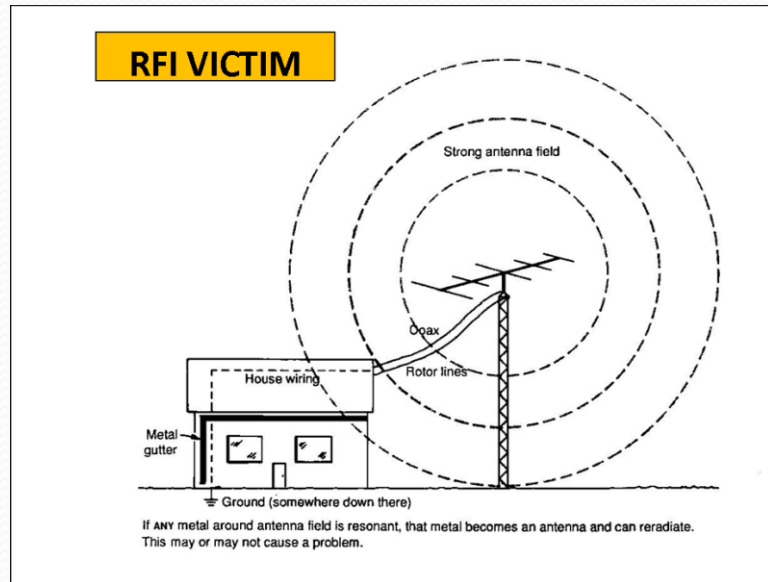 RFI VICTIM
Strong antenna field
Coax
Rotor lines
House wiring
Metal
gutter
Ground (somewhere down there)
If ANY metal around antenna field is resonant, that metal becomes an antenna and can reradiate.
This may or may not cause a problem.